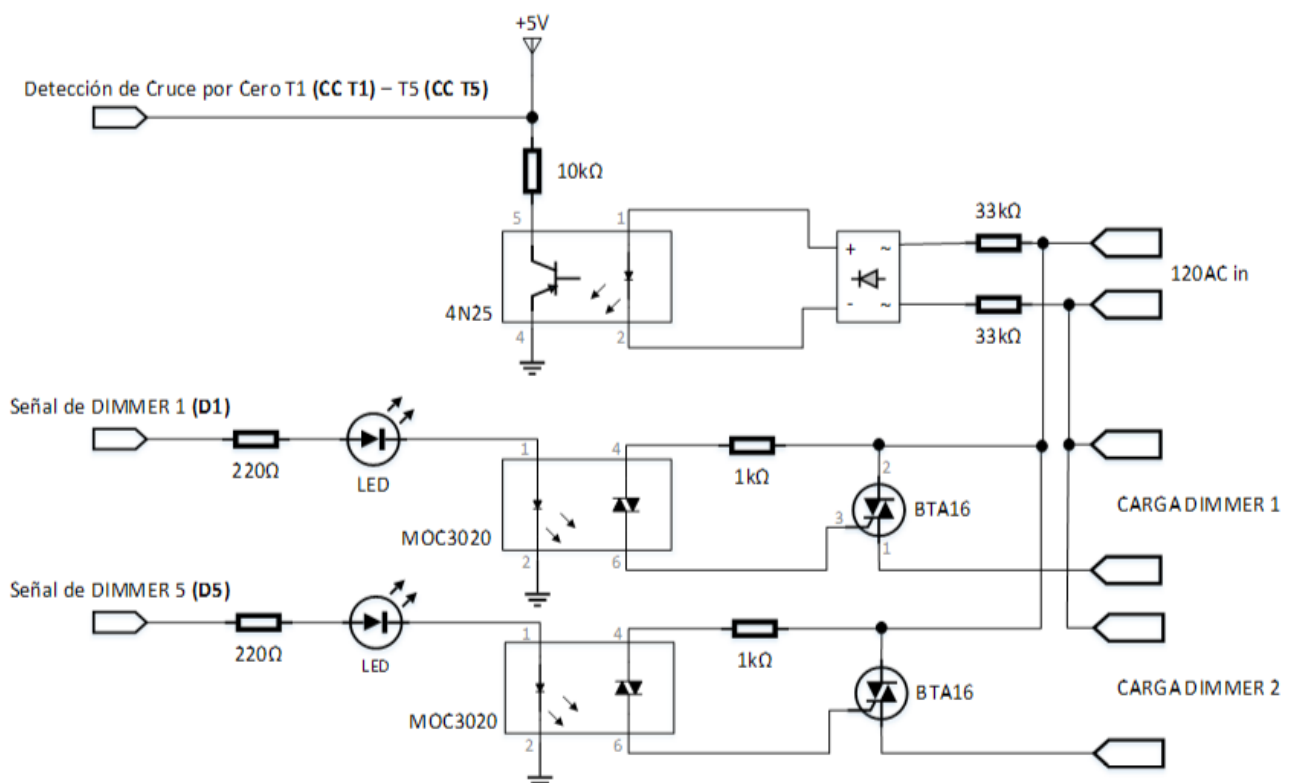 +5V
Detección de Cruce por Cero T1 (CC T1) – T5 (CC T5)
10kΩ
5
1
+ ~
- ~
33kΩ
120AC in
33kΩ
4N25
4
2
Señal de DIMMER 1 (D1)
220Ω
LED
1
4
MOC3020
2
6
1kΩ
2
3
1
BTA16
CARGA DIMMER 1
Señal de DIMMER 5 (D5)
220Ω
LED
1
4
MOC3020
2
6
1kΩ
BTA16
CARGA DIMMER 2